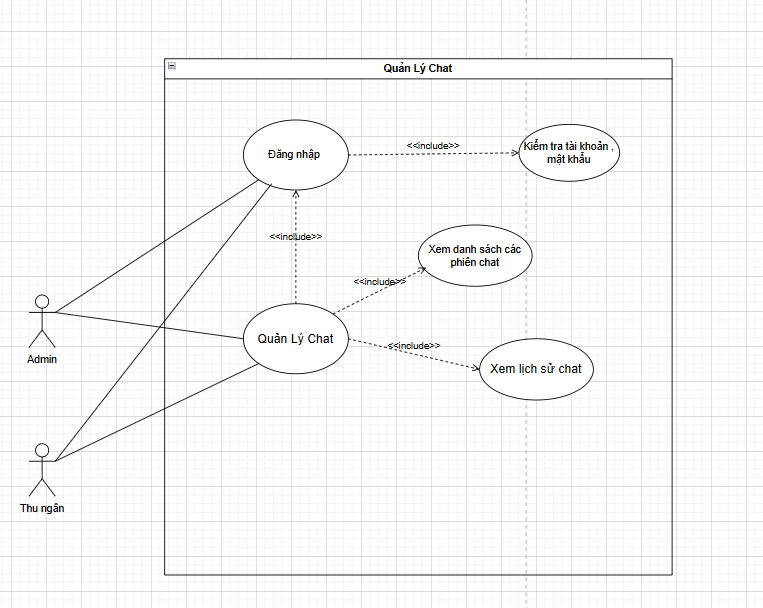 Quản Lý Chat
Đăng nhập
<<include>>
Kiểm tra tài khoản ,
mật khẩu
<<include>>
Xem danh sách các
phiên chat
<<include>>
Quản Lý Chat
<<include>>
Xem lịch sử chat
Admin
Thu ngân